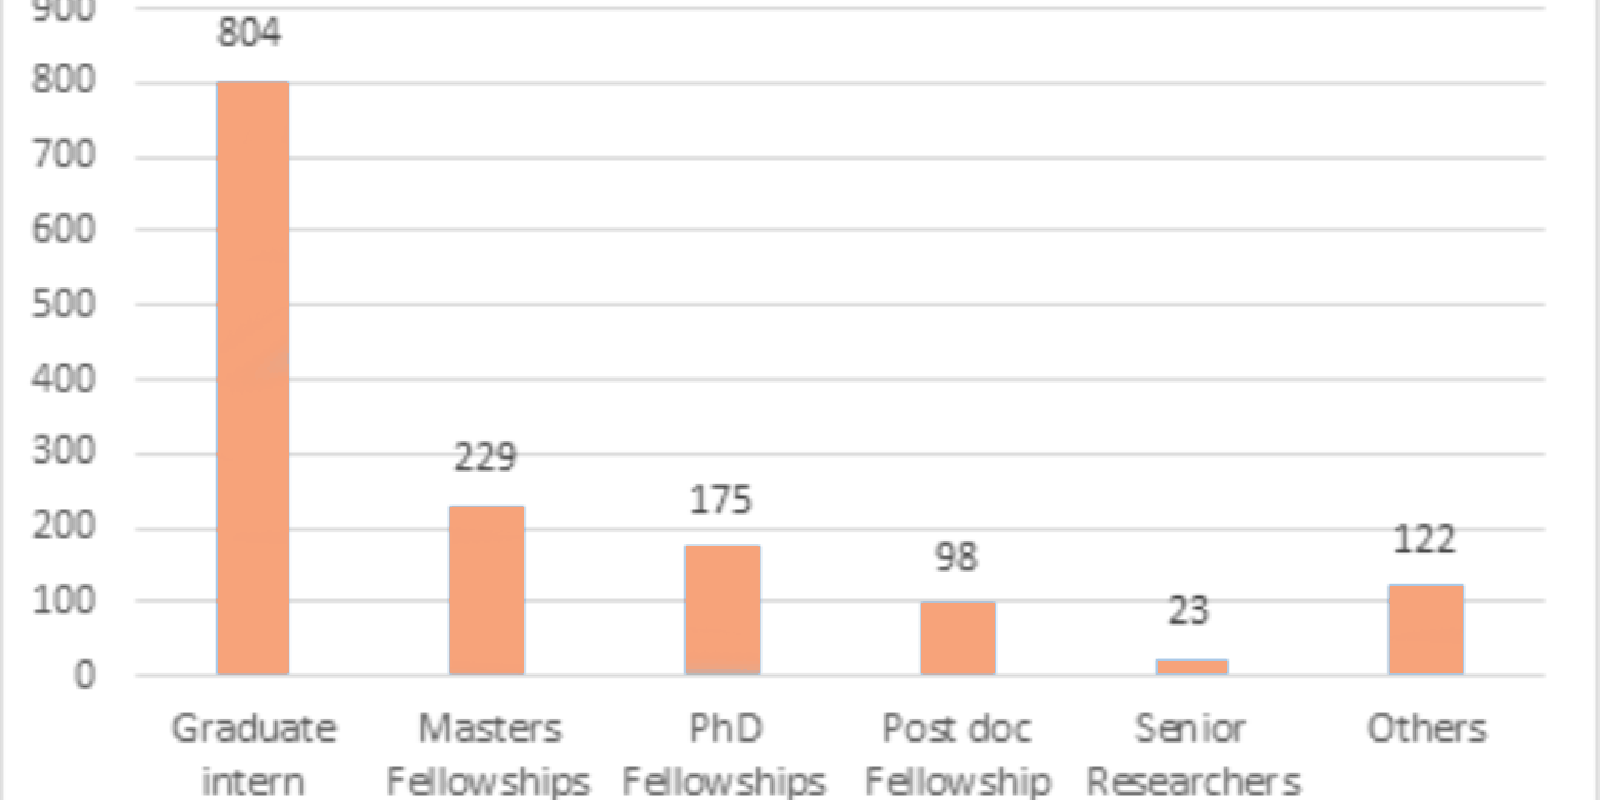 900
804
800
700
600
500
400
300
200
100
0
229
175
98
23
122
Graduate intern
Masters Fellowships
PhD Fellowships
Post doc Fellowship
Senior Researchers
Others